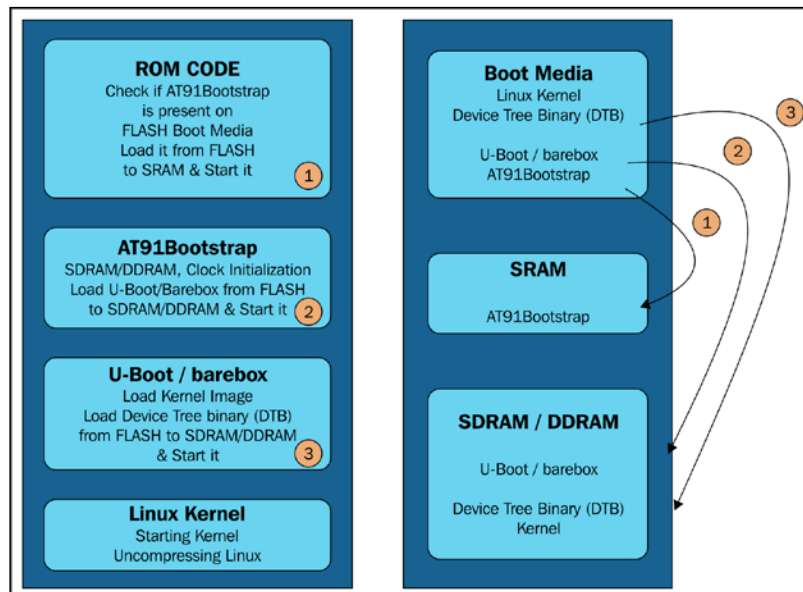 ROM CODE
Check if AT91Bootstrap
is present on
FLASH Boot Media
Load it from FLASH
to SRAM & Start it
1
AT91Bootstrap
SDRAM/DDRAM, Clock Initialization
Load U-Boot/Barebox from FLASH
to SDRAM/DDRAM & Start it
2
U-Boot / barebox
Load Kernel Image
Load Device Tree binary (DTB)
from FLASH to SDRAM/DDRAM
& Start it
3
Linux Kernel
Starting Kernel
Uncompressing Linux
Boot Media
Linux Kernel
Device Tree Binary (DTB)
U-Boot / barebox
AT91Bootstrap
3
2
1
SRAM
AT91Bootstrap
SDRAM / DDRAM
U-Boot / barebox
Device Tree Binary (DTB)
Kernel